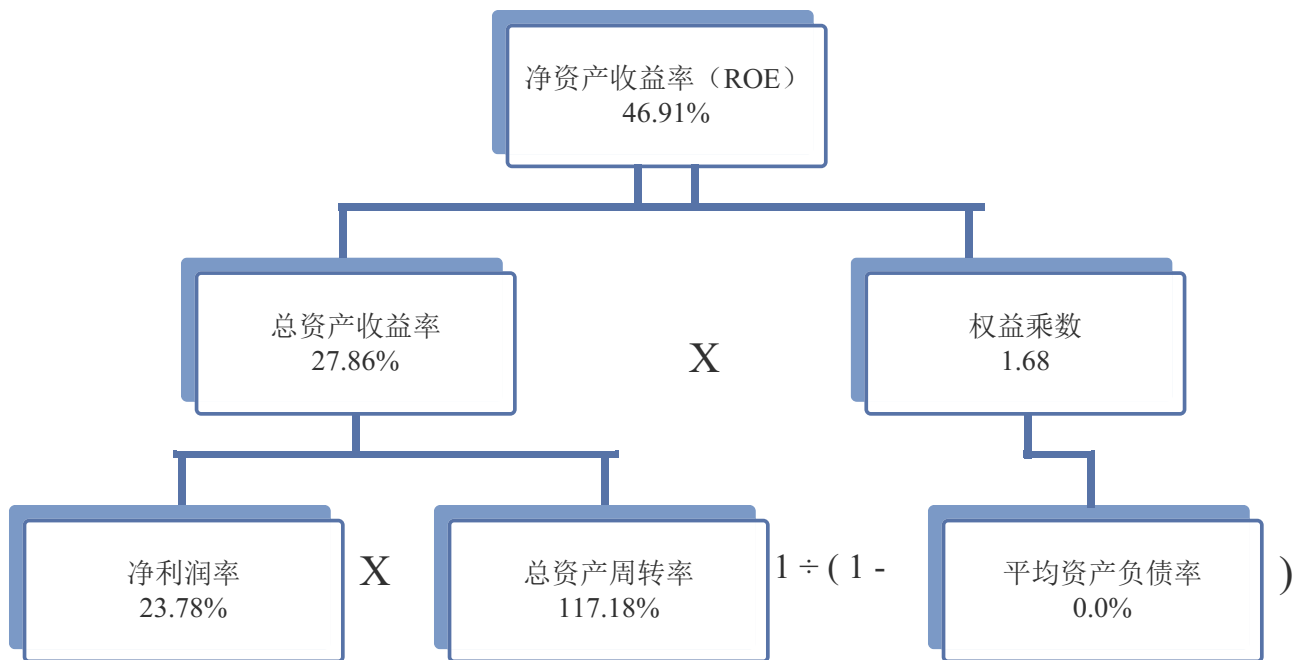 净资产收益率（ROE）
46.91%
总资产收益率
27.86%
X
权益乘数
1.68
净利润率
23.78%
X
总资产周转率
117.18%
1 ÷ ( 1 -
平均资产负债率
0.0%
)